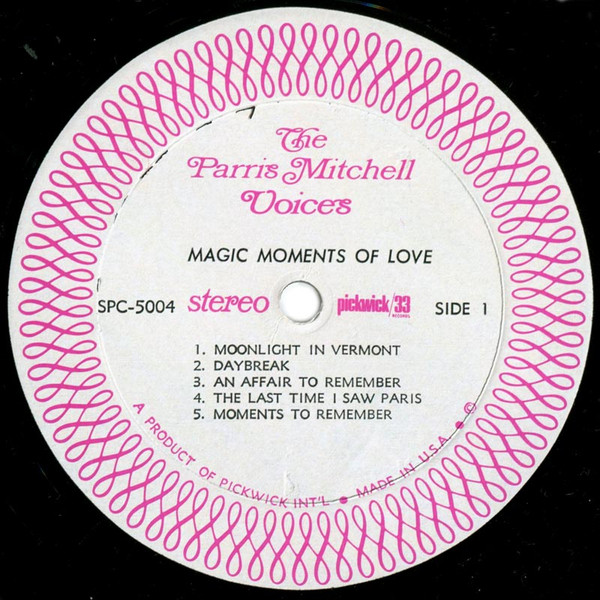 The
Parris Mitchell
Voices
MAGIC MOMENTS OF LOVE
SPC-5004 stereo pickwick/33 RECORDS SIDE 1
1. MOONLIGHT IN VERMONT
2. DAYBREAK
3. AN AFFAIR TO REMEMBER
4. THE LAST TIME I SAW PARIS
5. MOMENTS TO REMEMBER
A PRODUCT OF PICKWICK INT'L ● MADE IN U.S.A. ● ©